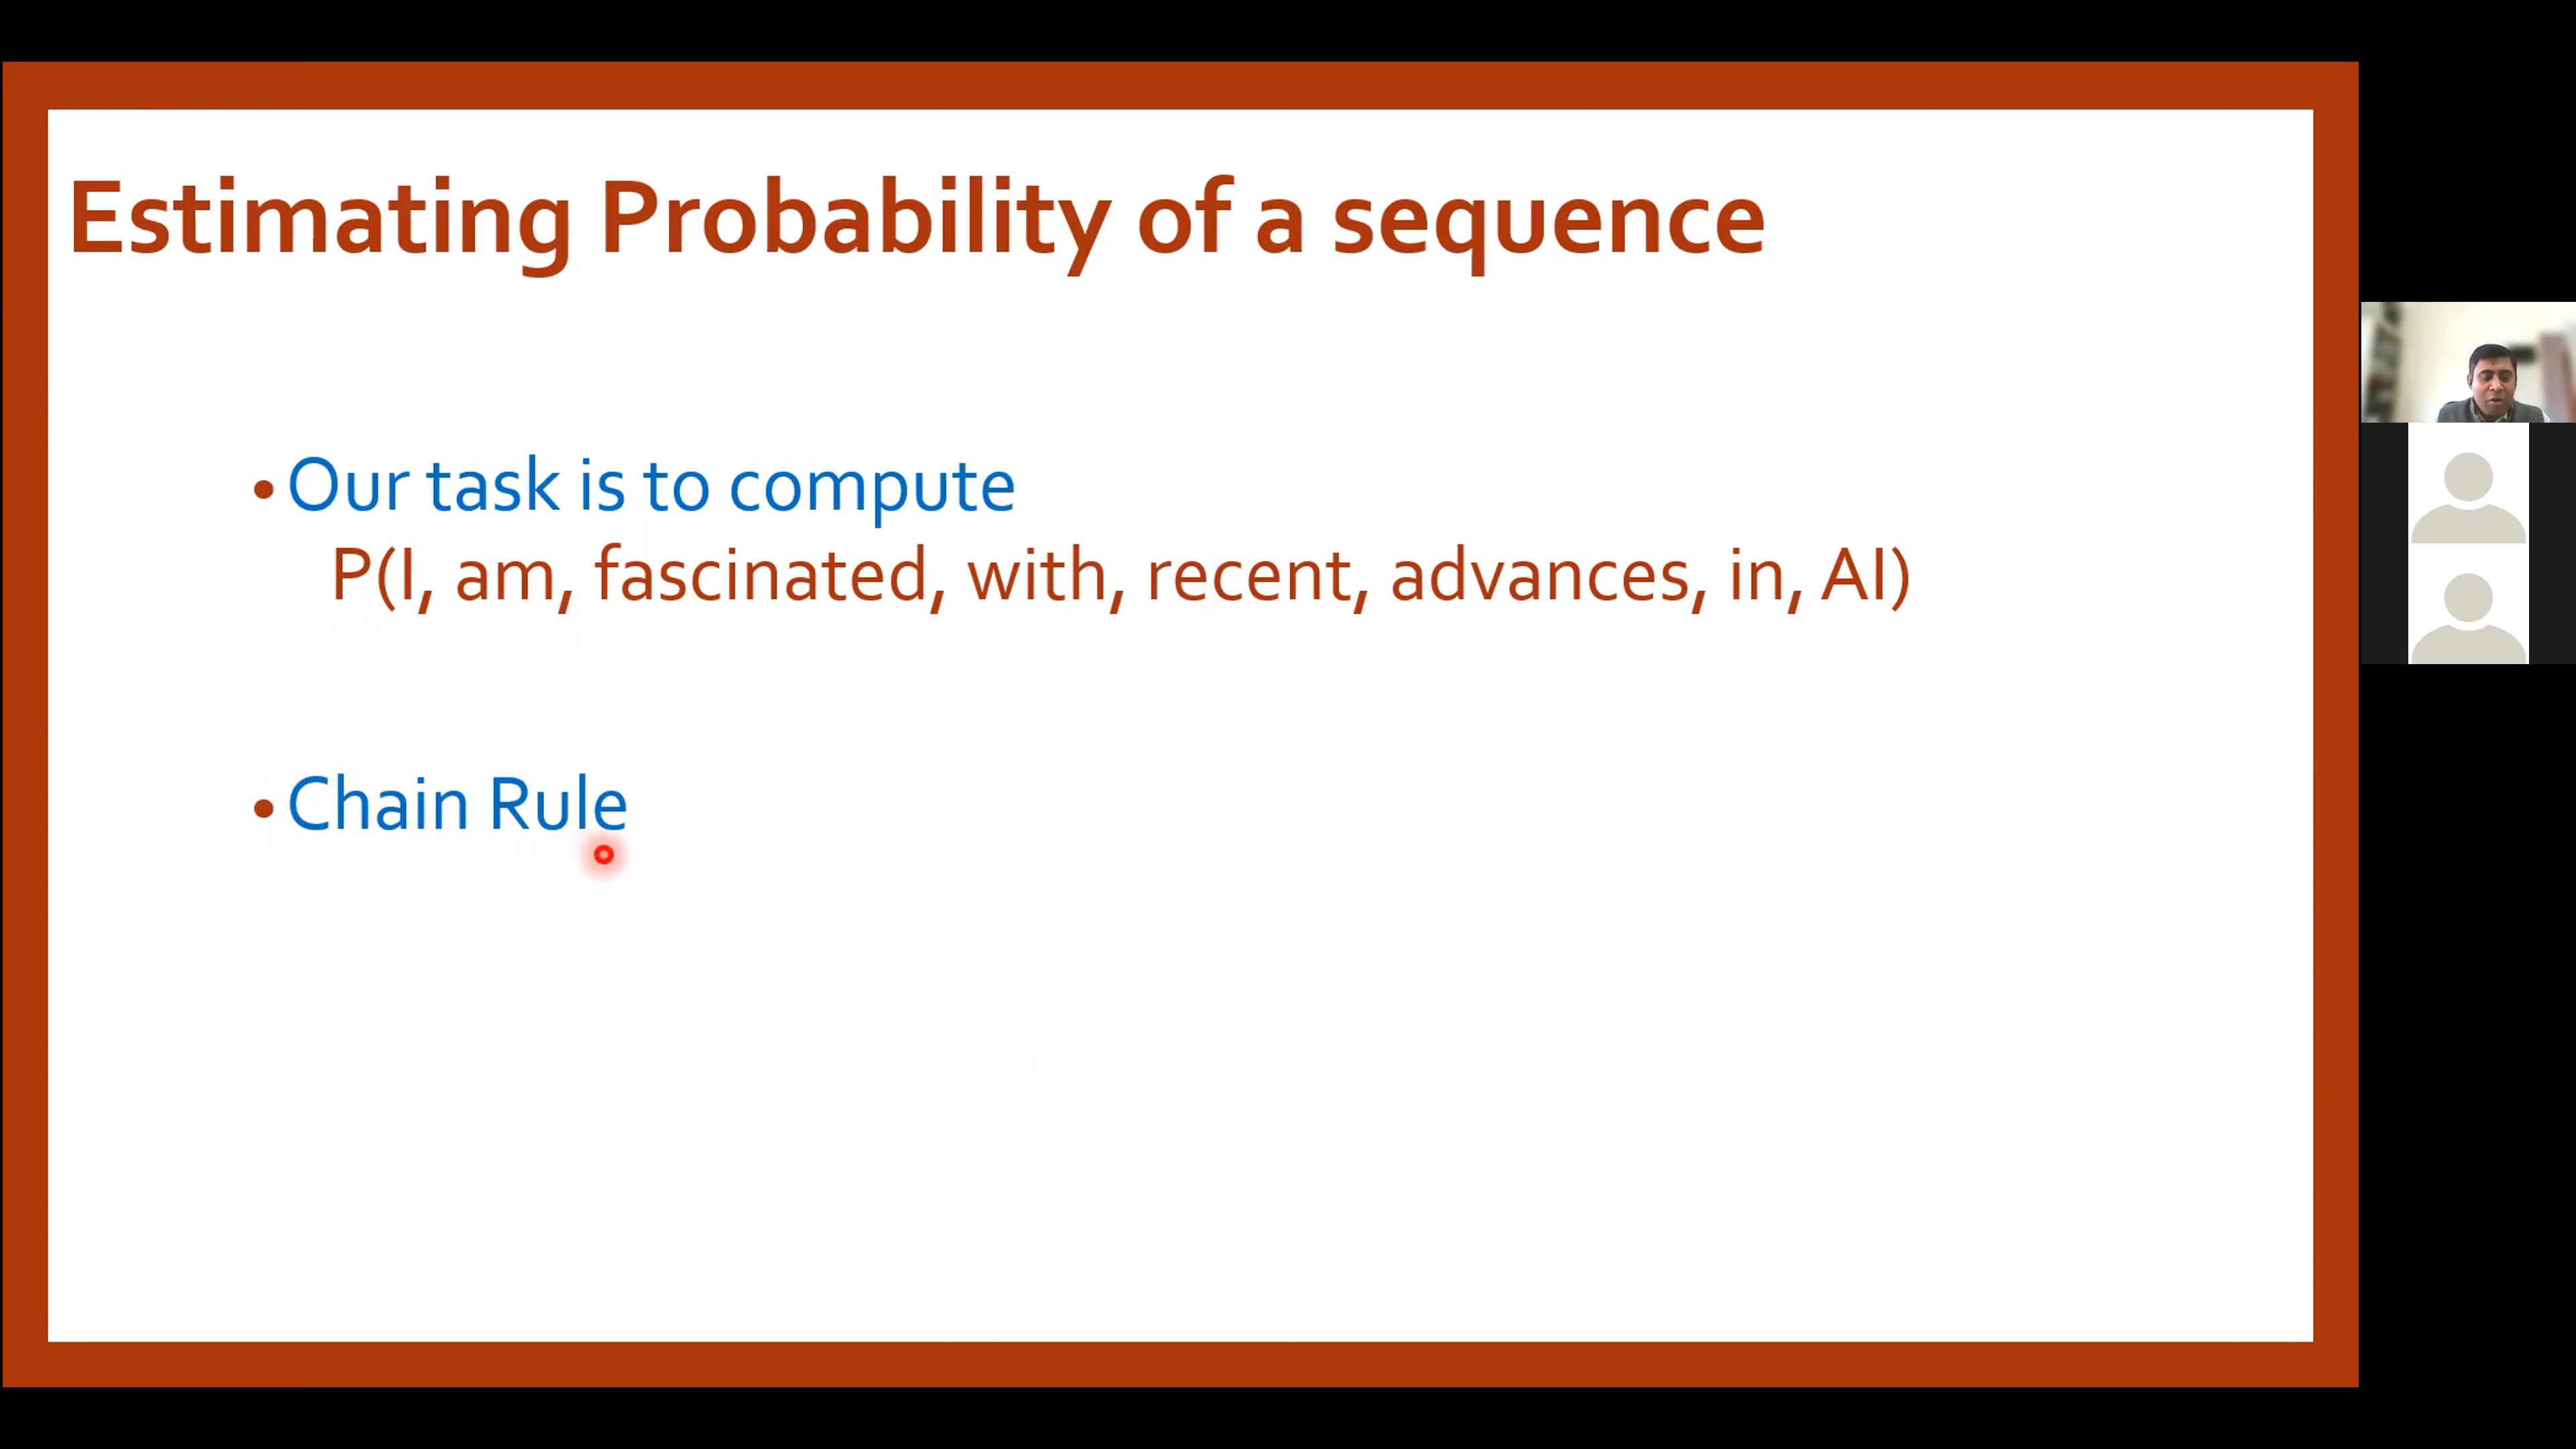 Estimating Probability of a sequence
• Our task is to compute
P(I, am, fascinated, with, recent, advances, in, AI)
• Chain Rule